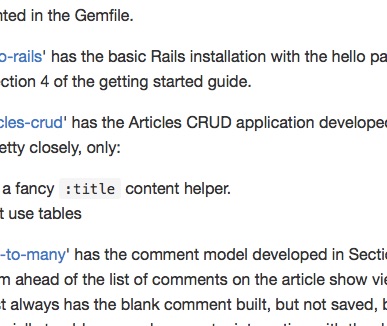 nted in the Gemfile.
o-rails' has the basic Rails installation with the hello pa
ction 4 of the getting started guide.
cles-crud' has the Articles CRUD application develope
etty closely, only:
a fancy :title content helper.
t use tables
-to-many' has the comment model developed in Sectio
m ahead of the list of comments on the article show vie
t always has the blank comment built, but not saved, b